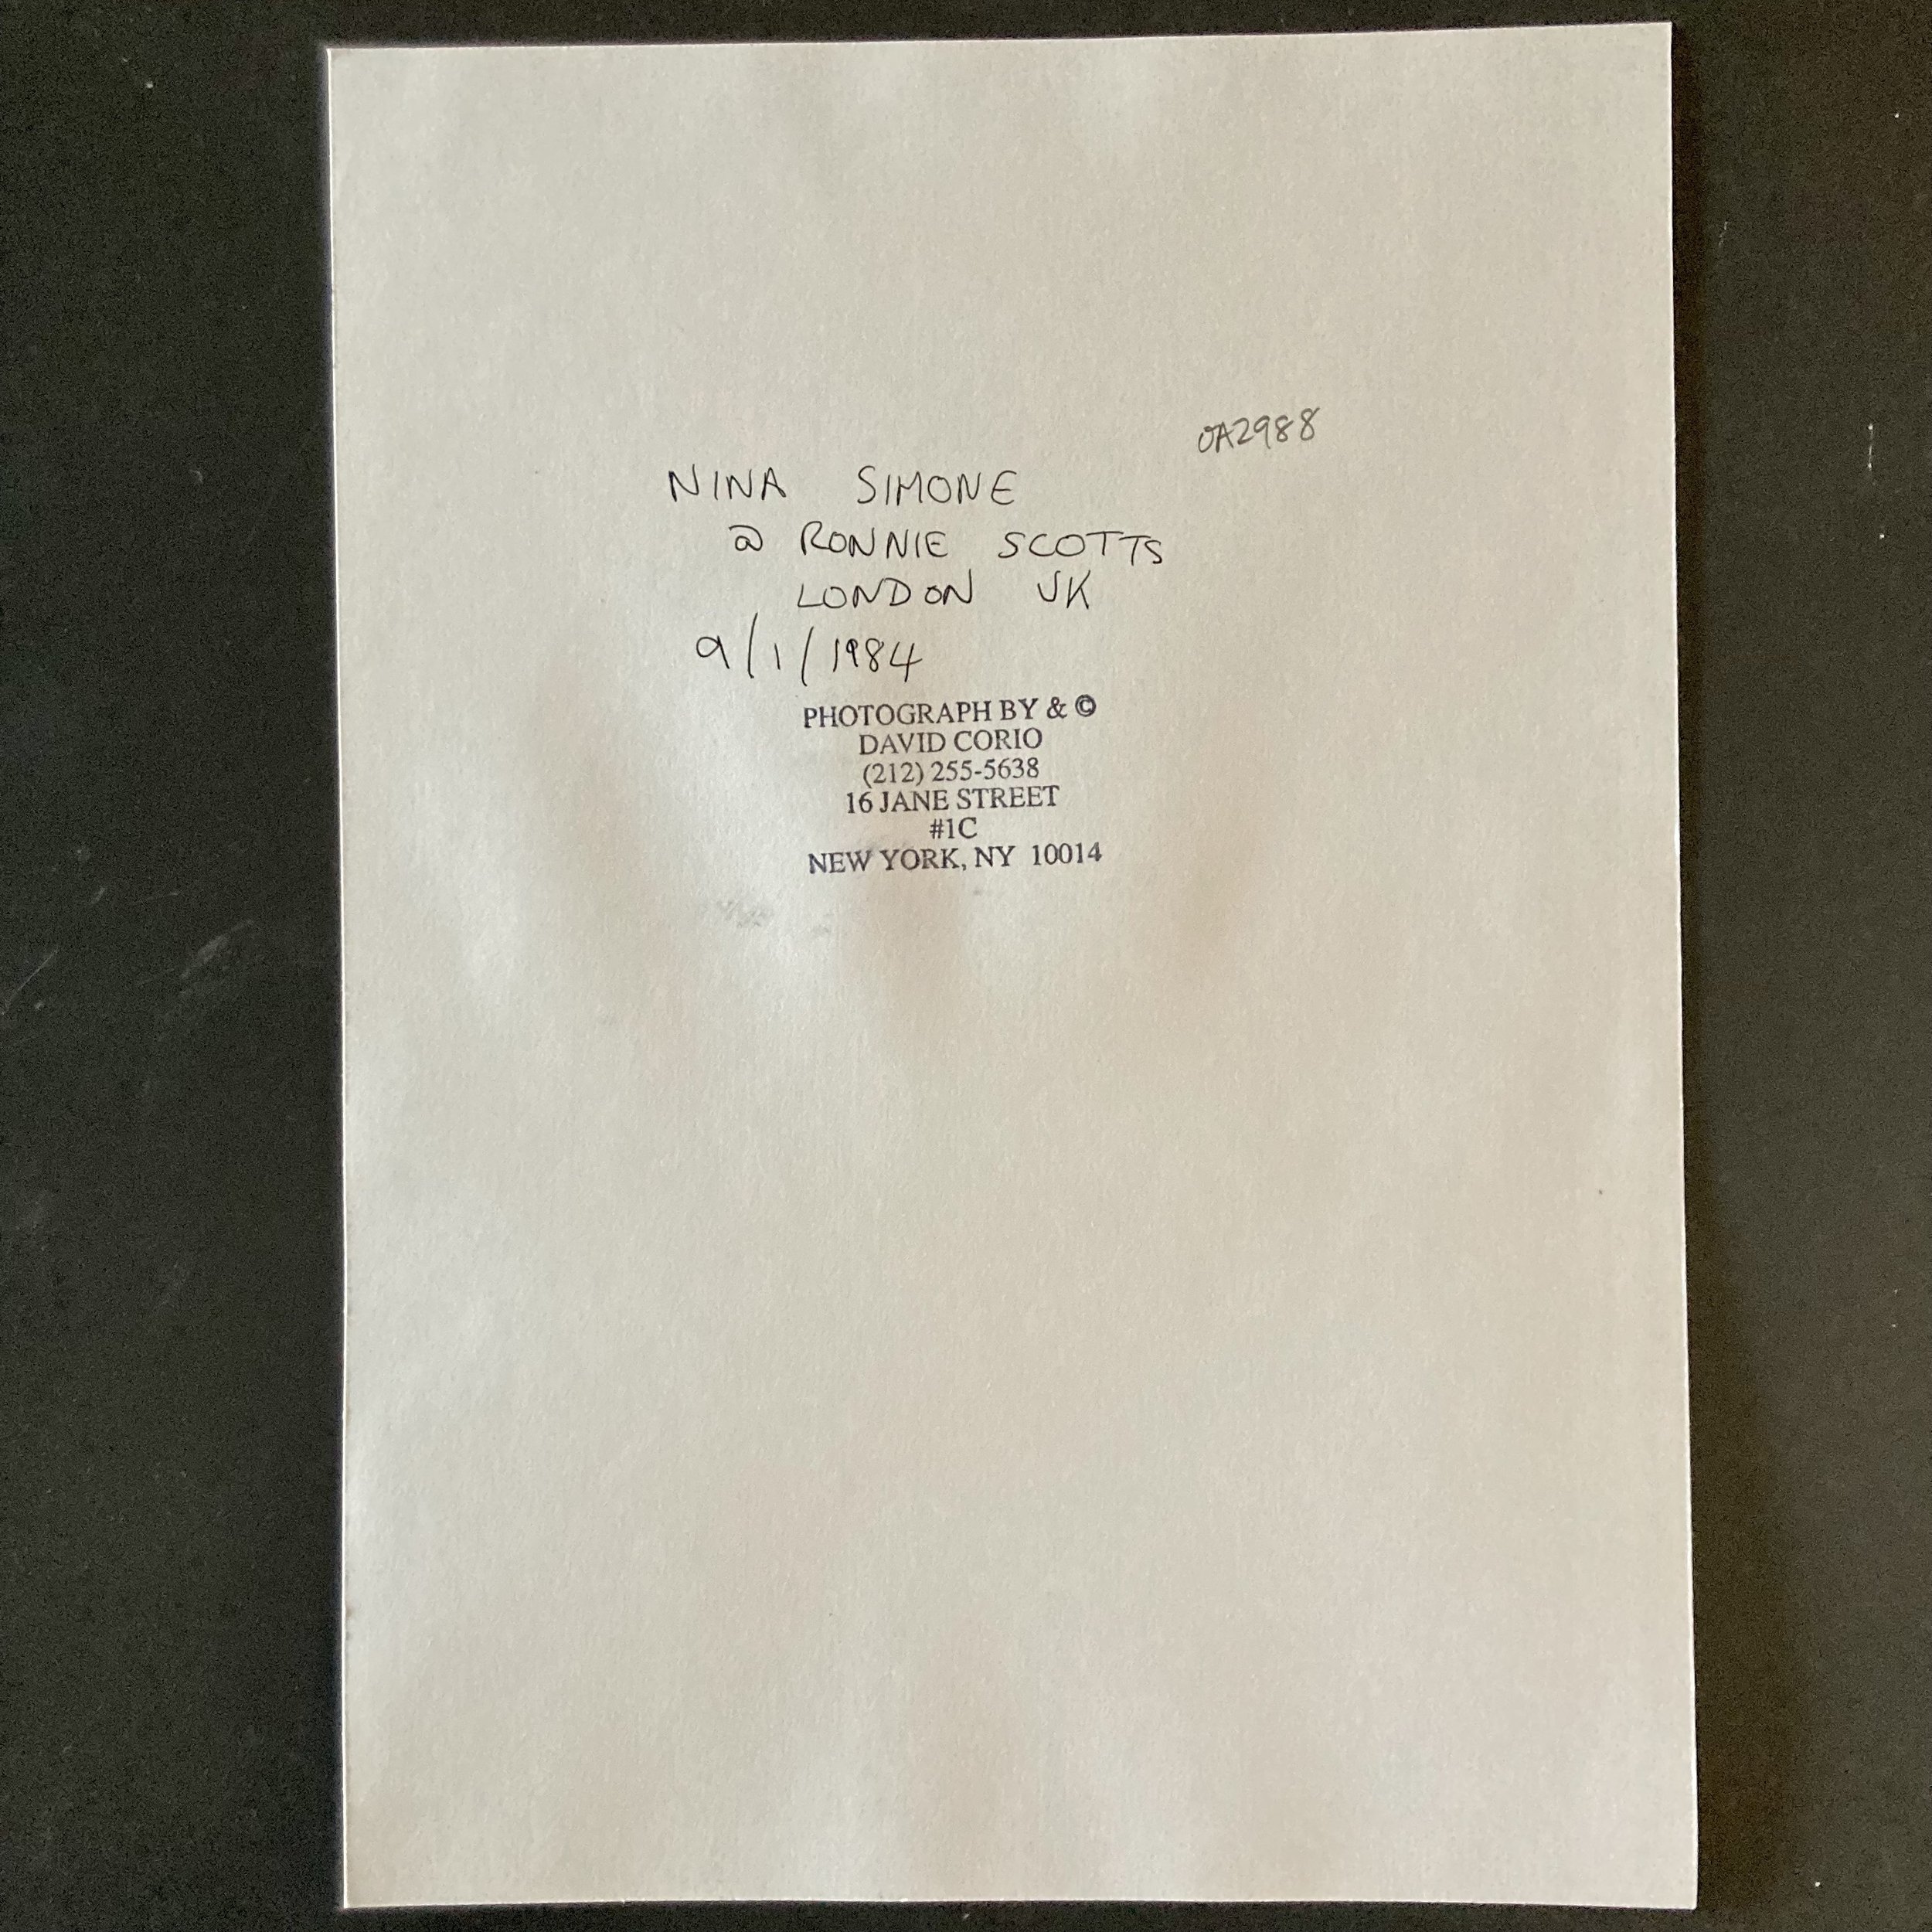 OA2988
NINA SIMONE
@ RONNIE SCOTTS
LONDON UK
9/1/1984
PHOTOGRAPH BY & ©
DAVID CORIO
(212) 255-5638
16 JANE STREET
#1C
NEW YORK, NY 10014